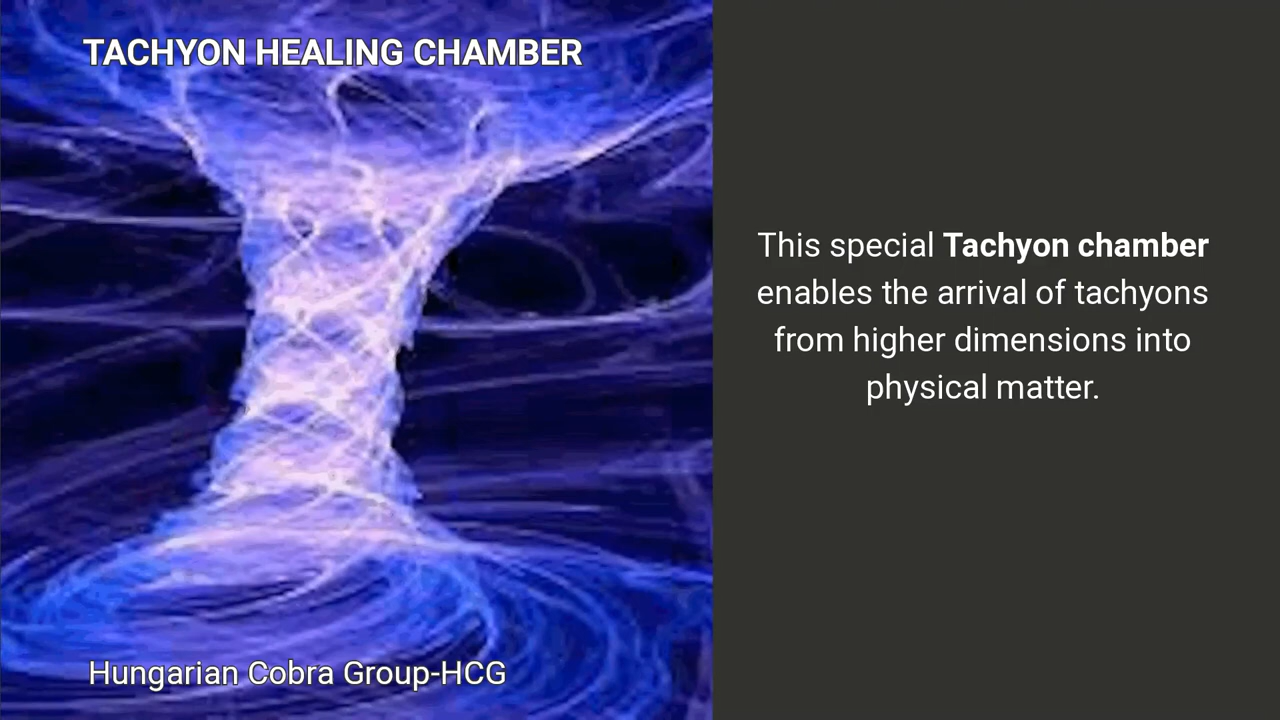 TACHYON HEALING CHAMBER
This special Tachyon chamber
enables the arrival of tachyons
from higher dimensions into
physical matter.
Hungarian Cobra Group-HCG